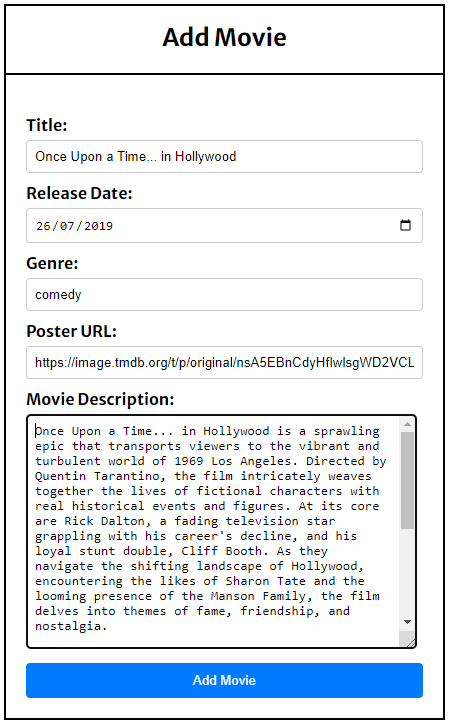 Add Movie
Title:
Once Upon a Time... in Hollywood
Release Date:
26/07/2019
Genre:
comedy
Poster URL:
https://image.tmdb.org/t/p/original/nsA5EBnCdyHflwIsgWD2VCL
Movie Description:
Once Upon a Time... in Hollywood is a sprawling
epic that transports viewers to the vibrant and
turbulent world of 1969 Los Angeles. Directed by
Quentin Tarantino, the film intricately weaves
together the lives of fictional characters with
real historical events and figures. At its core
are Rick Dalton, a fading television star
grappling with his career's decline, and his
loyal stunt double, Cliff Booth. As they
navigate the shifting landscape of Hollywood,
encountering the likes of Sharon Tate and the
looming presence of the Manson Family, the film
delves into themes of fame, friendship, and
nostalgia.
Add Movie